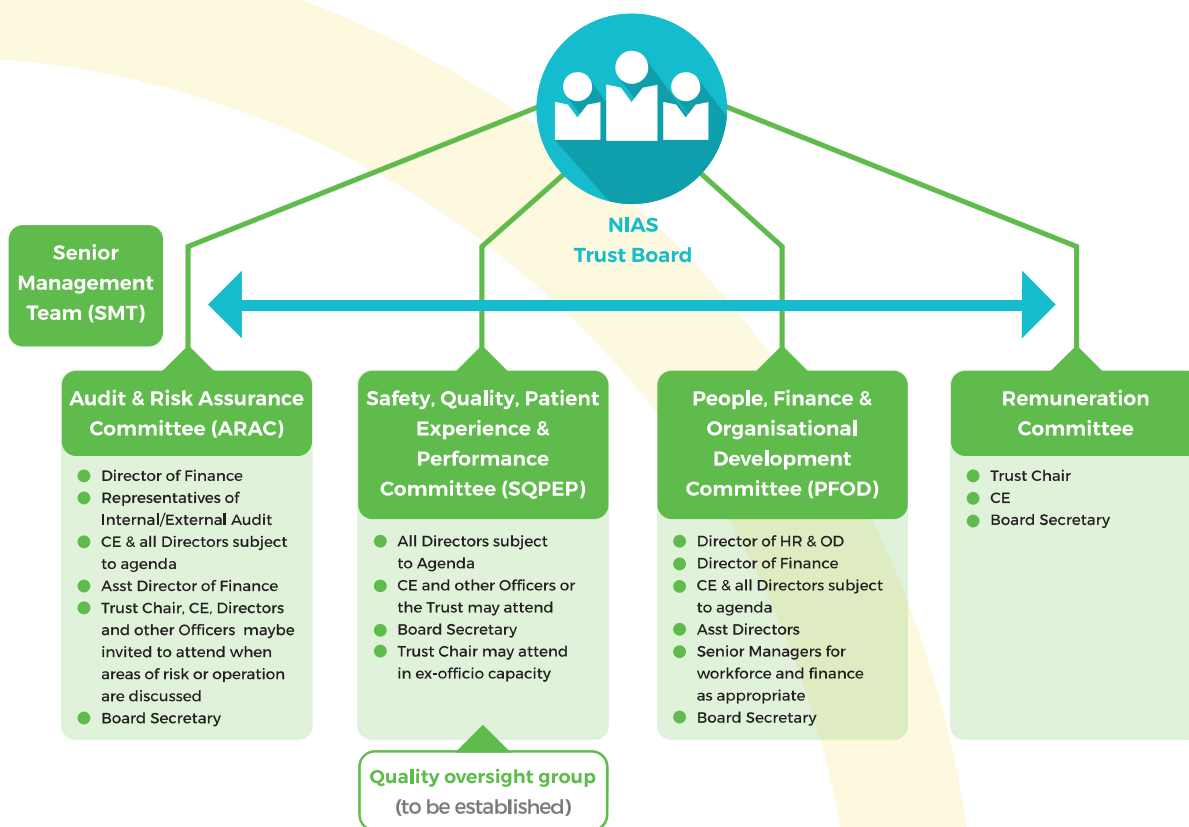 NIAS
Trust Board
Senior
Management
Team (SMT)
Audit & Risk Assurance
Committee (ARAC)
Director of Finance
Representatives of
Internal/External Audit
CE & all Directors subject
to agenda
Asst Director of Finance
Trust Chair, CE, Directors
and other Officers maybe
invited to attend when
areas of risk or operation
are discussed
Board Secretary
Safety, Quality, Patient
Experience &
Performance
Committee (SQPEP)
All Directors subject
to Agenda
CE and other Officers or
the Trust may attend
Board Secretary
Trust Chair may attend
in ex-officio capacity
Quality oversight group
(to be established)
People, Finance &
Organisational
Development
Committee (PFOD)
Director of HR & OD
Director of Finance
CE & all Directors subject
to agenda
Asst Directors
Senior Managers for
workforce and finance
as appropriate
Board Secretary
Remuneration
Committee
Trust Chair
CE
Board Secretary